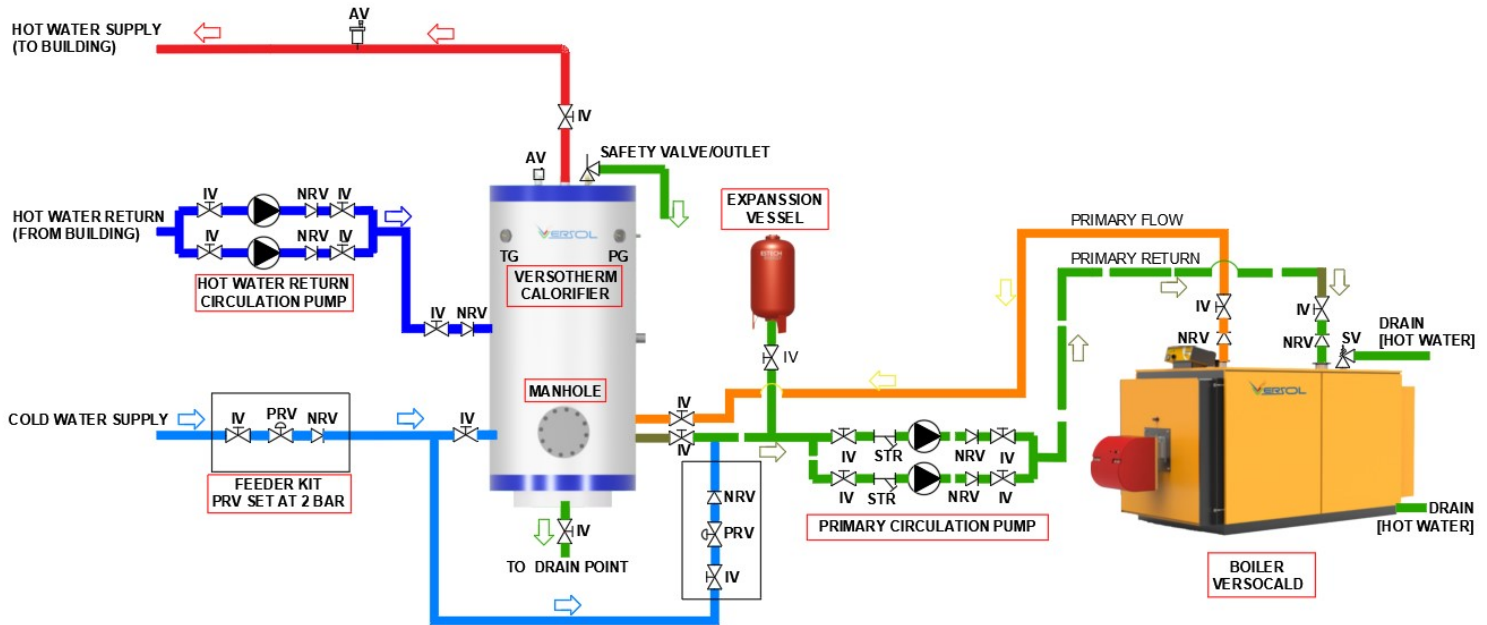 AV
HOT WATER SUPPLY
(TO BUILDING)
IV
AV
SAFETY VALVE/OUTLET
IV
NRV
IV
HOT WATER RETURN
(FROM BUILDING)
IV
NRV
IV
HOT WATER RETURN
CIRCULATION PUMP
IV
NRV
VERSOL
TG
PG
VERSOTHERM
CALORIFIER
MANHOLE
EXPANSSION
VESSEL
ESTECH
IV
PRIMARY FLOW
PRIMARY RETURN
IV
NRV
IV
NRV
SV
DRAIN
[HOT WATER]
VERSOL
COLD WATER SUPPLY
IV
PRV
NRV
IV
FEEDER KIT
PRV SET AT 2 BAR
IV
IV
IV
STR
NRV
IV
IV
STR
NRV
IV
PRIMARY CIRCULATION PUMP
NRV
PRV
IV
IV
TO DRAIN POINT
DRAIN
[HOT WATER]
BOILER
VERSOCALD